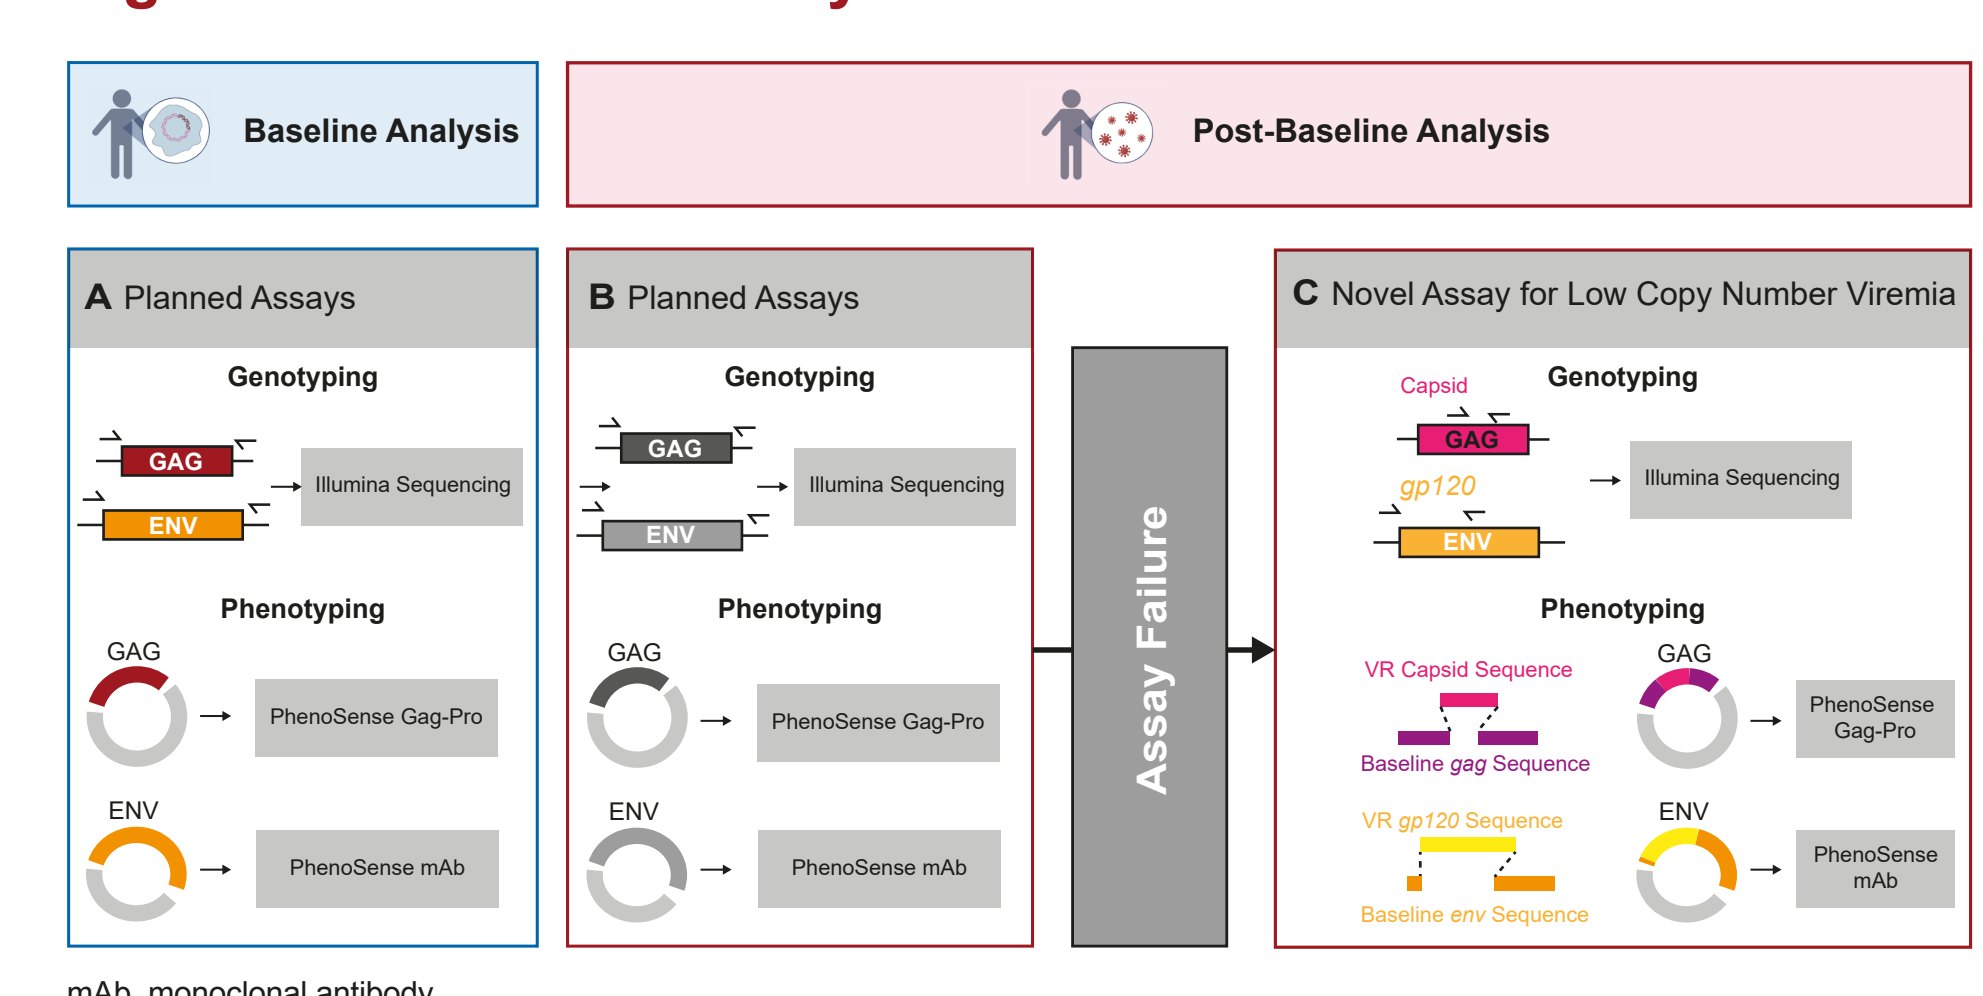 Baseline Analysis
Post-Baseline Analysis
A Planned Assays
Genotyping
GAG
ENV
Illumina Sequencing
Phenotyping
GAG
PhenoSense Gag-Pro
ENV
PhenoSense mAb
B Planned Assays
Genotyping
GAG
ENV
Illumina Sequencing
Phenotyping
GAG
PhenoSense Gag-Pro
ENV
PhenoSense mAb
Assay Failure
C Novel Assay for Low Copy Number Viremia
Genotyping
Capsid
GAG
gp120
ENV
Illumina Sequencing
Phenotyping
VR Capsid Sequence
Baseline gag Sequence
GAG
PhenoSense
Gag-Pro
VR gp120 Sequence
Baseline env Sequence
ENV
PhenoSense
mAb
mAb, monoclonal antibody